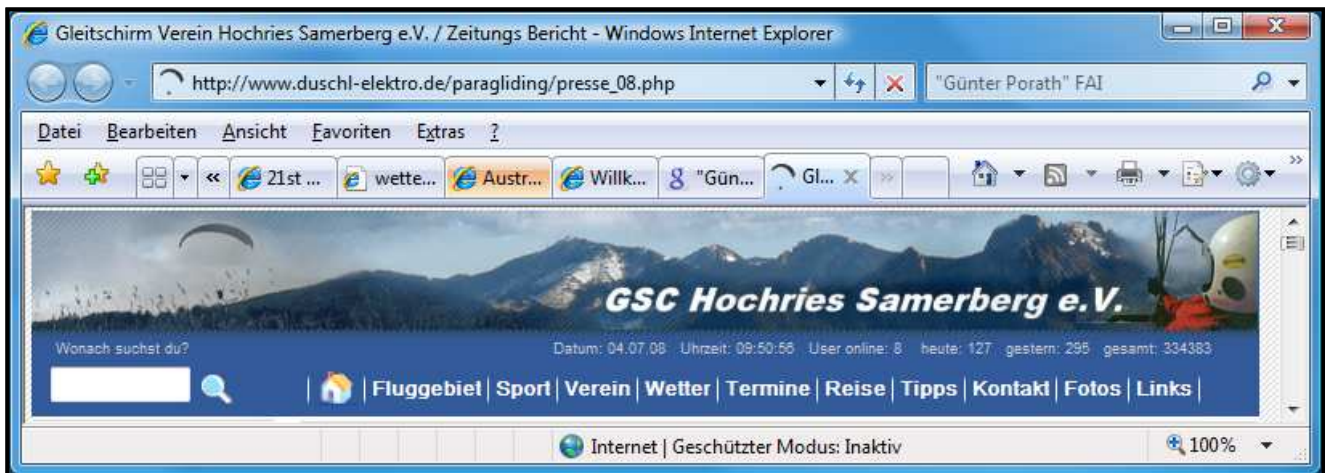 Gleitschirm Verein Hochries Samerberg e.V. / Zeitungs Bericht - Windows Internet Explorer
http://www.duschl-elektro.de/paragliding/presse_08.php "Günter Porath" FAI
Datei Bearbeiten Ansicht Favoriten Extras ?
21st ... wette... Austr... Willk... "Gün... Gl...
GSC Hochries Samerberg e.V.
Wonach suchst du? Datum: 04.07.08 Uhrzeit: 09:50:56 User online: 8 heute: 127 gestern: 295 gesamt: 334383
Fluggebiet | Sport | Verein | Wetter | Termine | Reise | Tipps | Kontakt | Fotos | Links |
Internet | Geschützter Modus: Inaktiv 100%